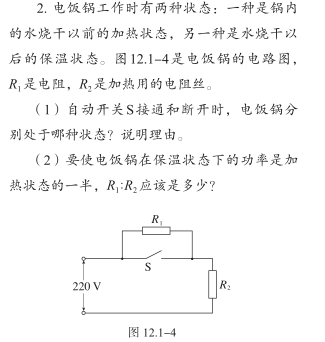 2. 电饭锅工作时有两种状态：一种是锅内
的水烧干以前的加热状态，另一种是水烧干以
后的保温状态。图12.1-4是电饭锅的电路图，
R₁是电阻，R₂是加热用的电阻丝。
（1）自动开关S接通和断开时，电饭锅分
别处于哪种状态？说明理由。
（2）要使电饭锅在保温状态下的功率是加
热状态的一半，R₁:R₂应该是多少？
R₁
S
220 V
R₂
图 12.1-4